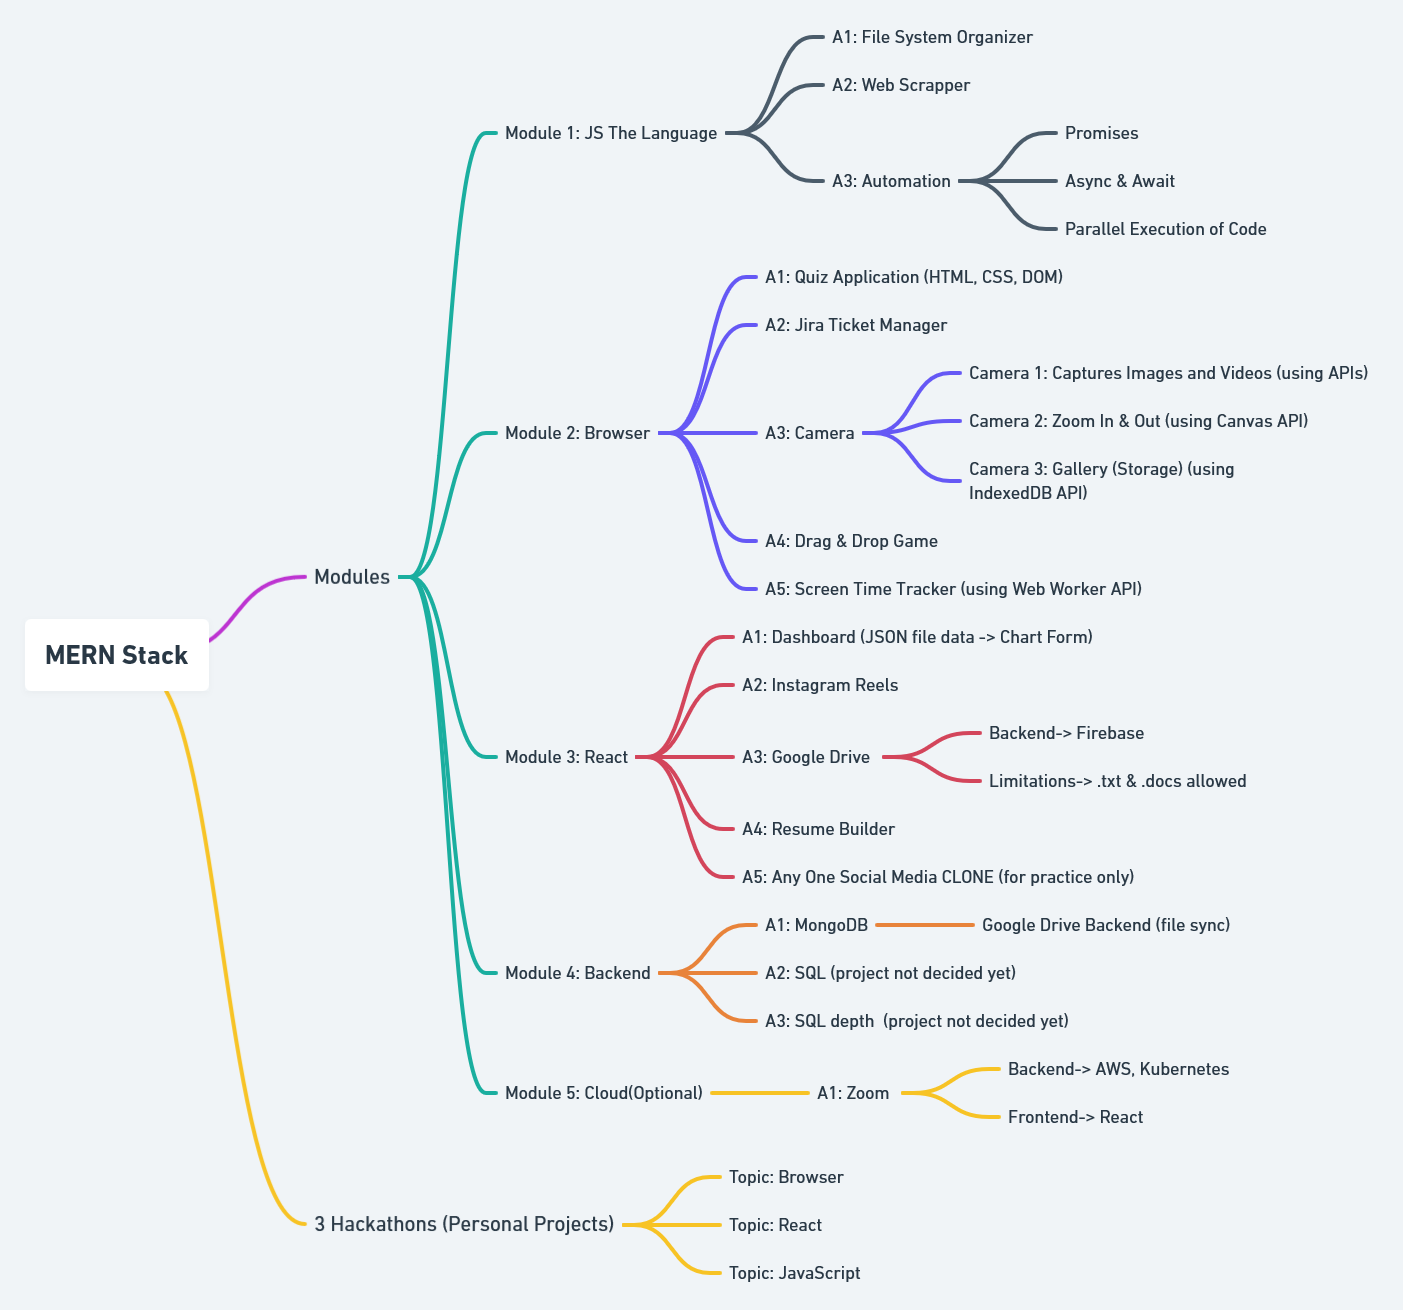 MERN Stack
Modules
Module 1: JS The Language
A1: File System Organizer
A2: Web Scrapper
A3: Automation
Promises
Async & Await
Parallel Execution of Code
Module 2: Browser
A1: Quiz Application (HTML, CSS, DOM)
A2: Jira Ticket Manager
A3: Camera
Camera 1: Captures Images and Videos (using APIs)
Camera 2: Zoom In & Out (using Canvas API)
Camera 3: Gallery (Storage) (using
IndexedDB API)
A4: Drag & Drop Game
A5: Screen Time Tracker (using Web Worker API)
Module 3: React
A1: Dashboard (JSON file data -> Chart Form)
A2: Instagram Reels
A3: Google Drive
Backend-> Firebase
Limitations-> .txt & .docs allowed
A4: Resume Builder
A5: Any One Social Media CLONE (for practice only)
Module 4: Backend
A1: MongoDB
Google Drive Backend (file sync)
A2: SQL (project not decided yet)
A3: SQL depth  (project not decided yet)
Module 5: Cloud(Optional)
A1: Zoom
Backend-> AWS, Kubernetes
Frontend-> React
3 Hackathons (Personal Projects)
Topic: Browser
Topic: React
Topic: JavaScript